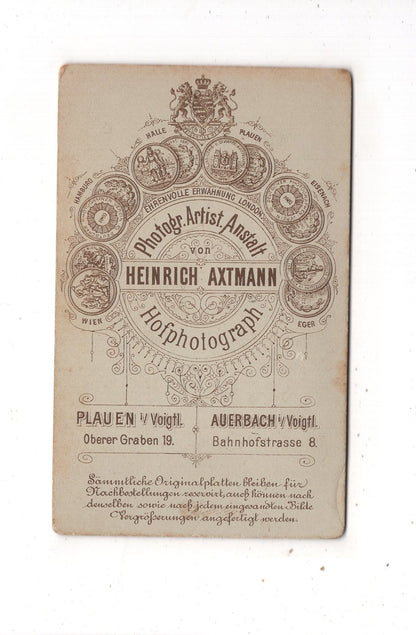 HALLE
PLAUEN
HAMBURG
EISENACH
EHRENVOLLE ERWÄHNUNG LONDON
Photogr. Artist. Anstalt
von
HEINRICH AXTMANN
Hofphotograph
WIEN
EGER
PLAUEN i/Voigtl.
Oberer Graben 19.
AUERBACH i/Voigtl.
Bahnhofstrasse 8.
Sämmtliche Originalplatten bleiben für
Nachbestellungen reservirt, auch können nach
denselben sowie nach jedem eingesandten Bilde
Vergrößerungen angefertigt werden.